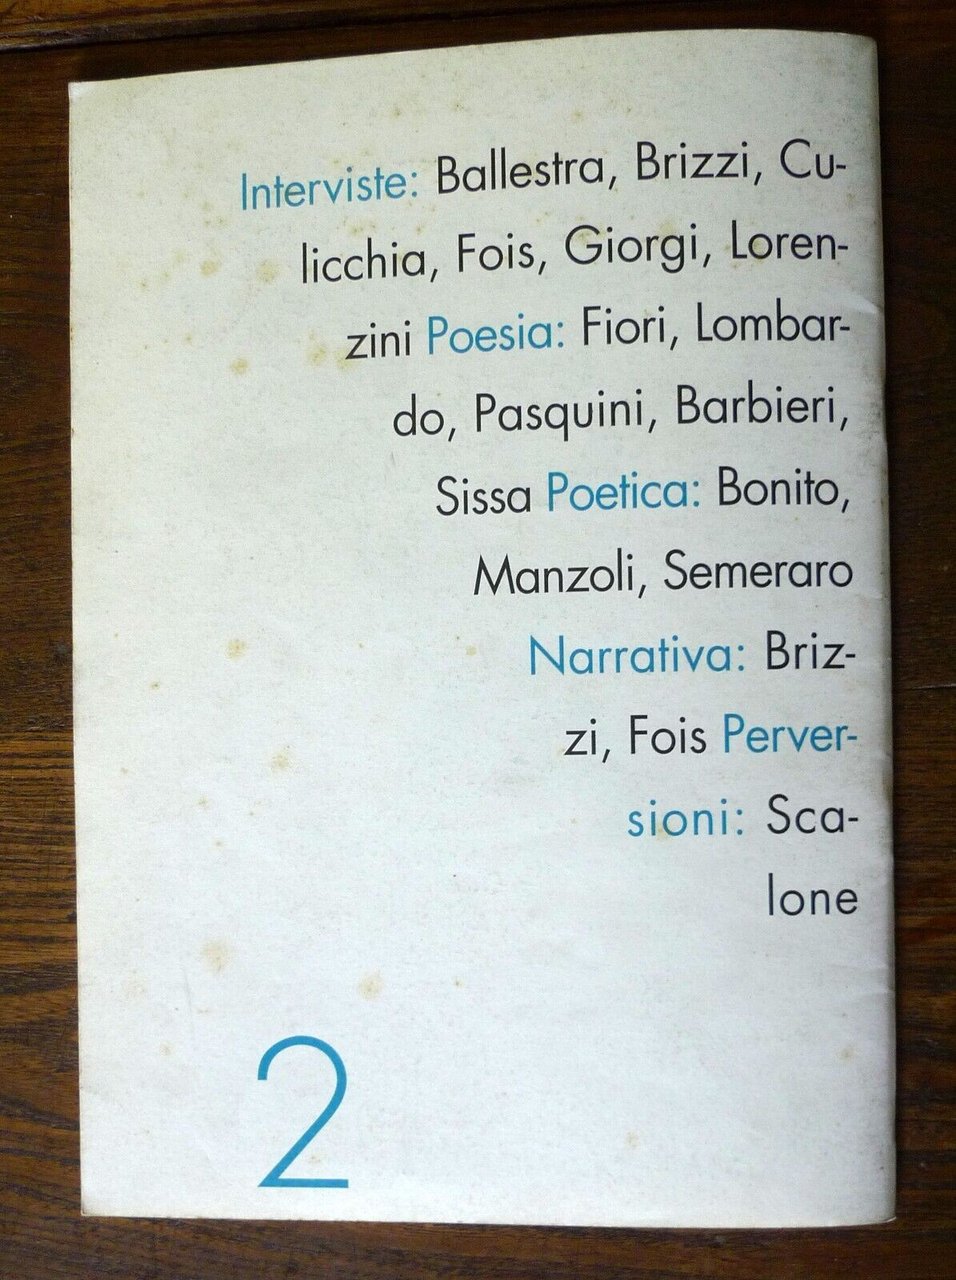 Interviste: Ballestra, Brizzi, Cu-
licchia, Fois, Giorgi, Loren-
zini Poesia: Fiori, Lombar-
do, Pasquini, Barbieri,
Sissa Poetica: Bonito,
Manzoli, Semeraro
Narrativa: Briz-
zi, Fois Perver-
sioni: Sca-
lone
2